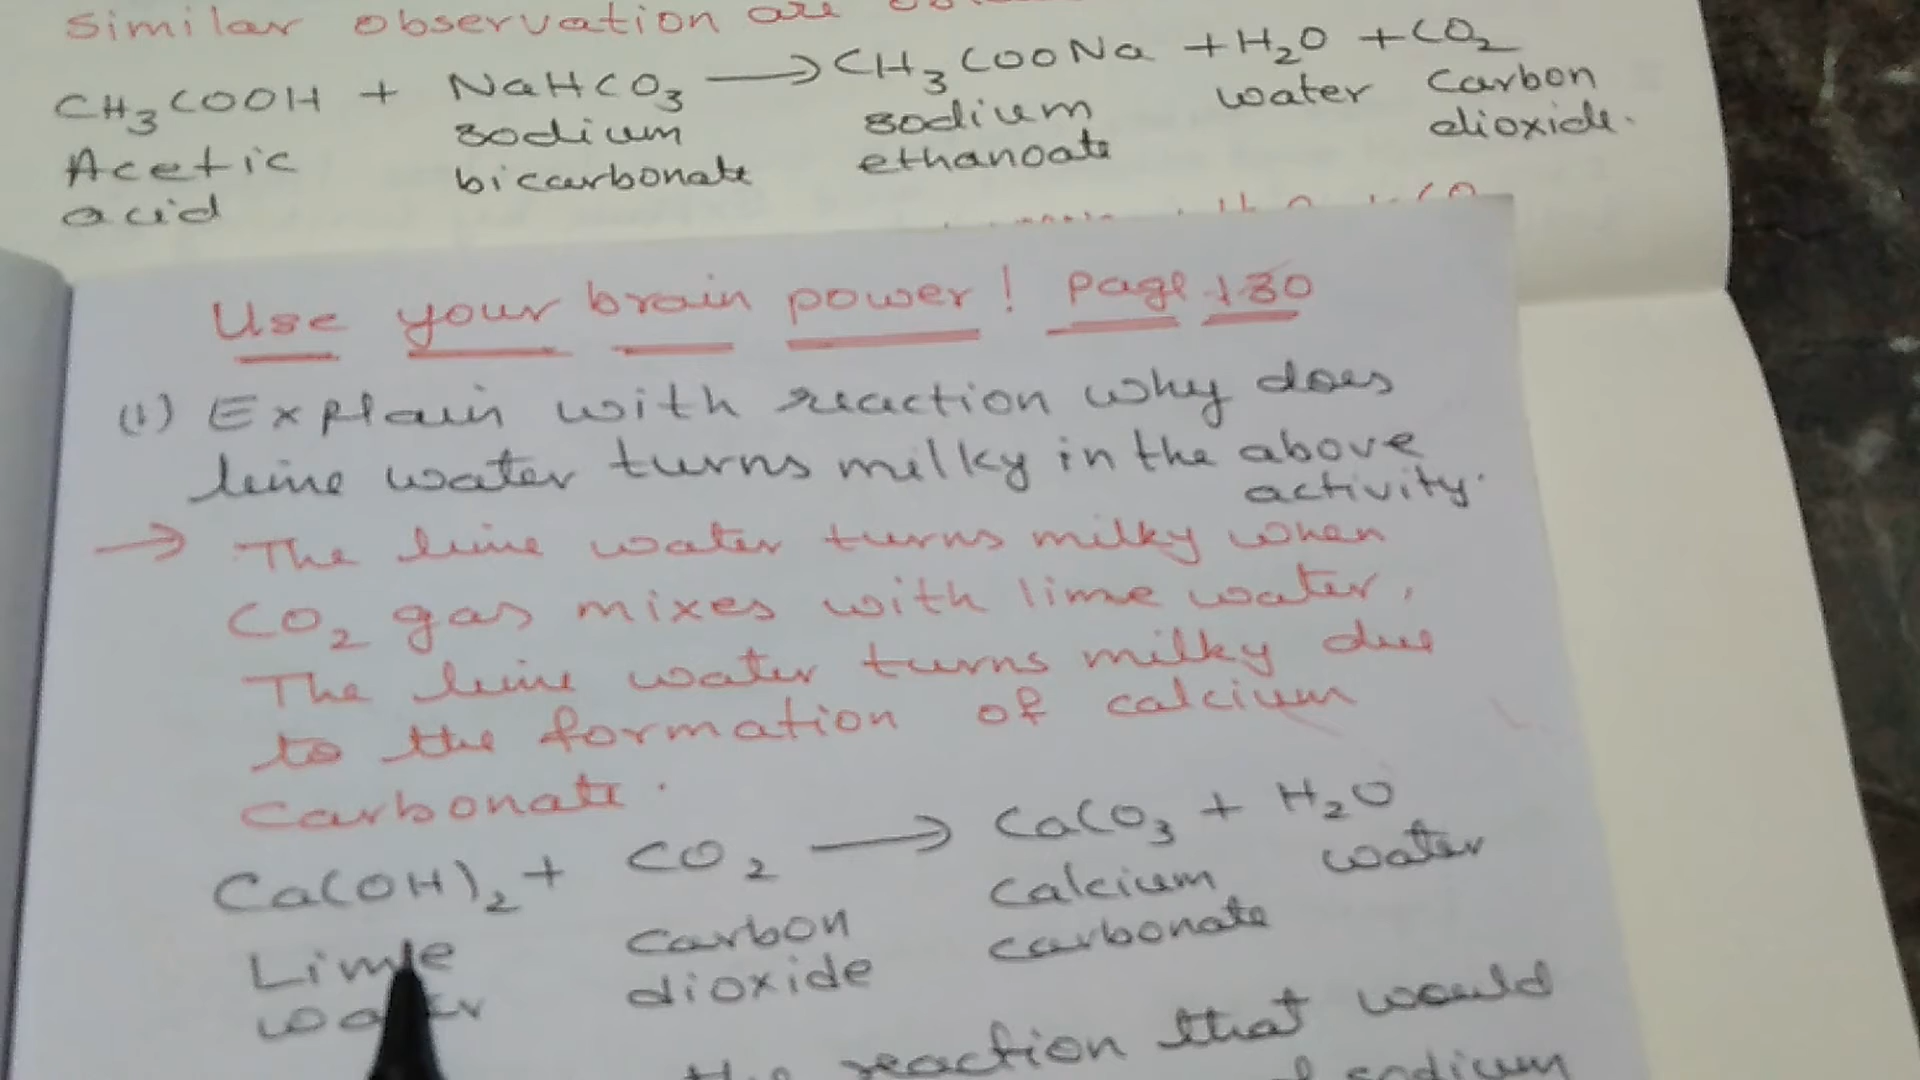 Similar observation are
CH₃COOH + NaHCO₃ → CH₃COONa + H₂O + CO₂
Acetic acid sodium bicarbonate sodium ethanoate water carbon dioxide.
Use your brain power! Page 130
(1) Explain with reaction why does
lime water turns milky in the above
activity.
→ The lime water turns milky when
CO₂ gas mixes with lime water,
The lime water turns milky due
to the formation of calcium
carbonate.
Ca(OH)₂ + CO₂ → CaCO₃ + H₂O
Lime water carbon dioxide calcium carbonate water
the reaction that would
sodium